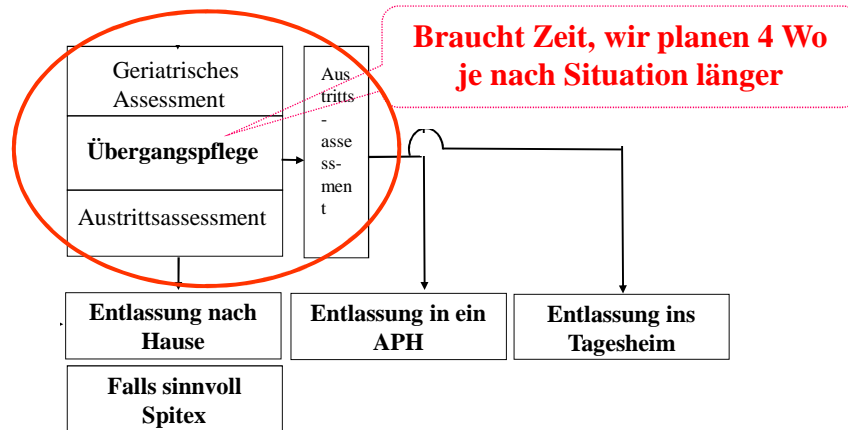 Braucht Zeit, wir planen 4 Wo
je nach Situation länger
Geriatrisches
Assessment
Übergangspflege
Austrittsassessment
Aus
tritts
-
asse
ss-
men
t
Entlassung nach
Hause
Entlassung in ein
APH
Entlassung ins
Tagesheim
Falls sinnvoll
Spitex